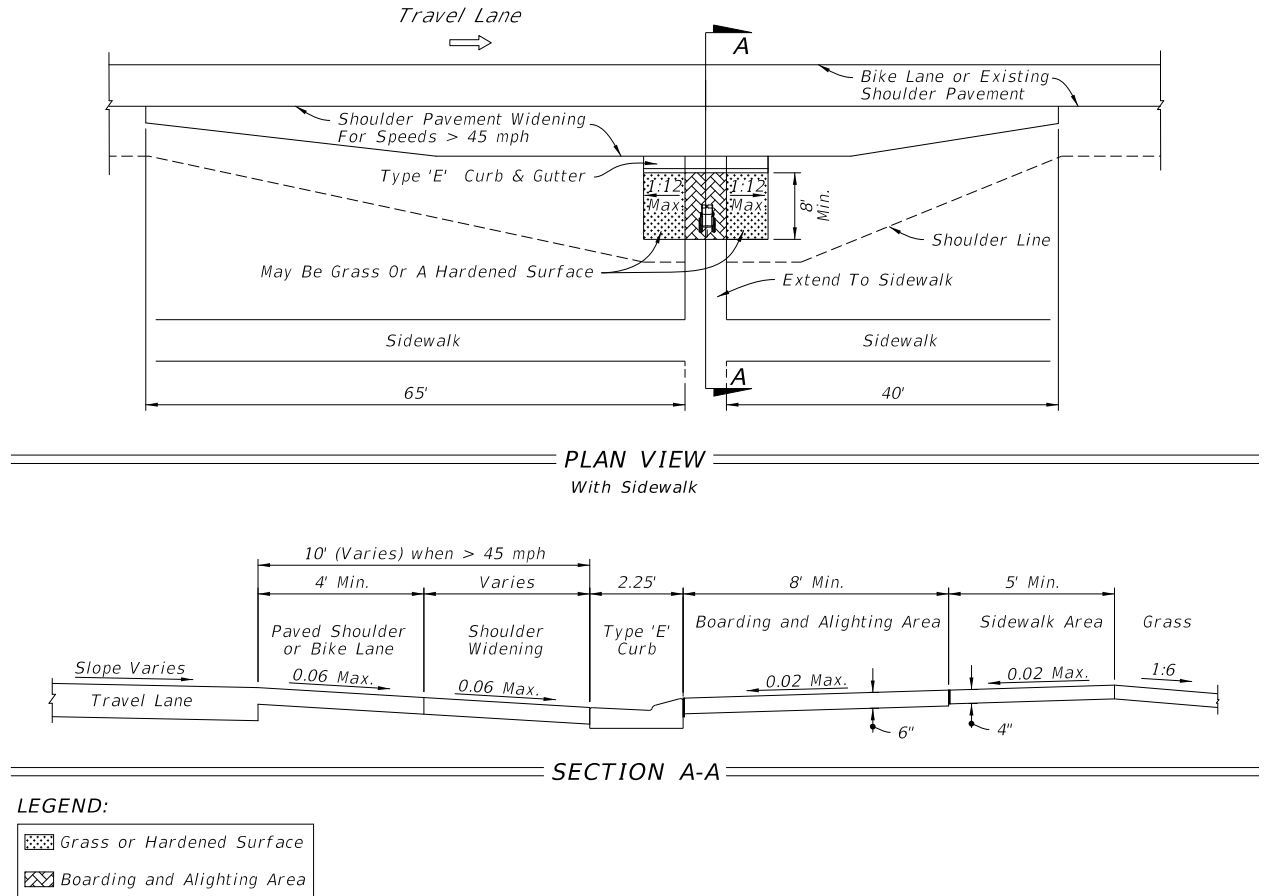 Travel Lane
A
Bike Lane or Existing
Shoulder Pavement
Shoulder Pavement Widening
For Speeds > 45 mph
Type 'E' Curb & Gutter
1:12
Max
1:12
Max
8'
Min.
Shoulder Line
May Be Grass Or A Hardened Surface
Extend To Sidewalk
Sidewalk
Sidewalk
A
65'
40'
PLAN VIEW
With Sidewalk
10' (Varies) when > 45 mph
4' Min.
Varies
2.25'
8' Min.
5' Min.
Paved Shoulder
or Bike Lane
Shoulder
Widening
Type 'E'
Curb
Boarding and Alighting Area
Sidewalk Area
Grass
Slope Varies
0.06 Max.
0.06 Max.
0.02 Max.
0.02 Max.
1:6
Travel Lane
6"
4"
SECTION A-A
LEGEND:
Grass or Hardened Surface
Boarding and Alighting Area